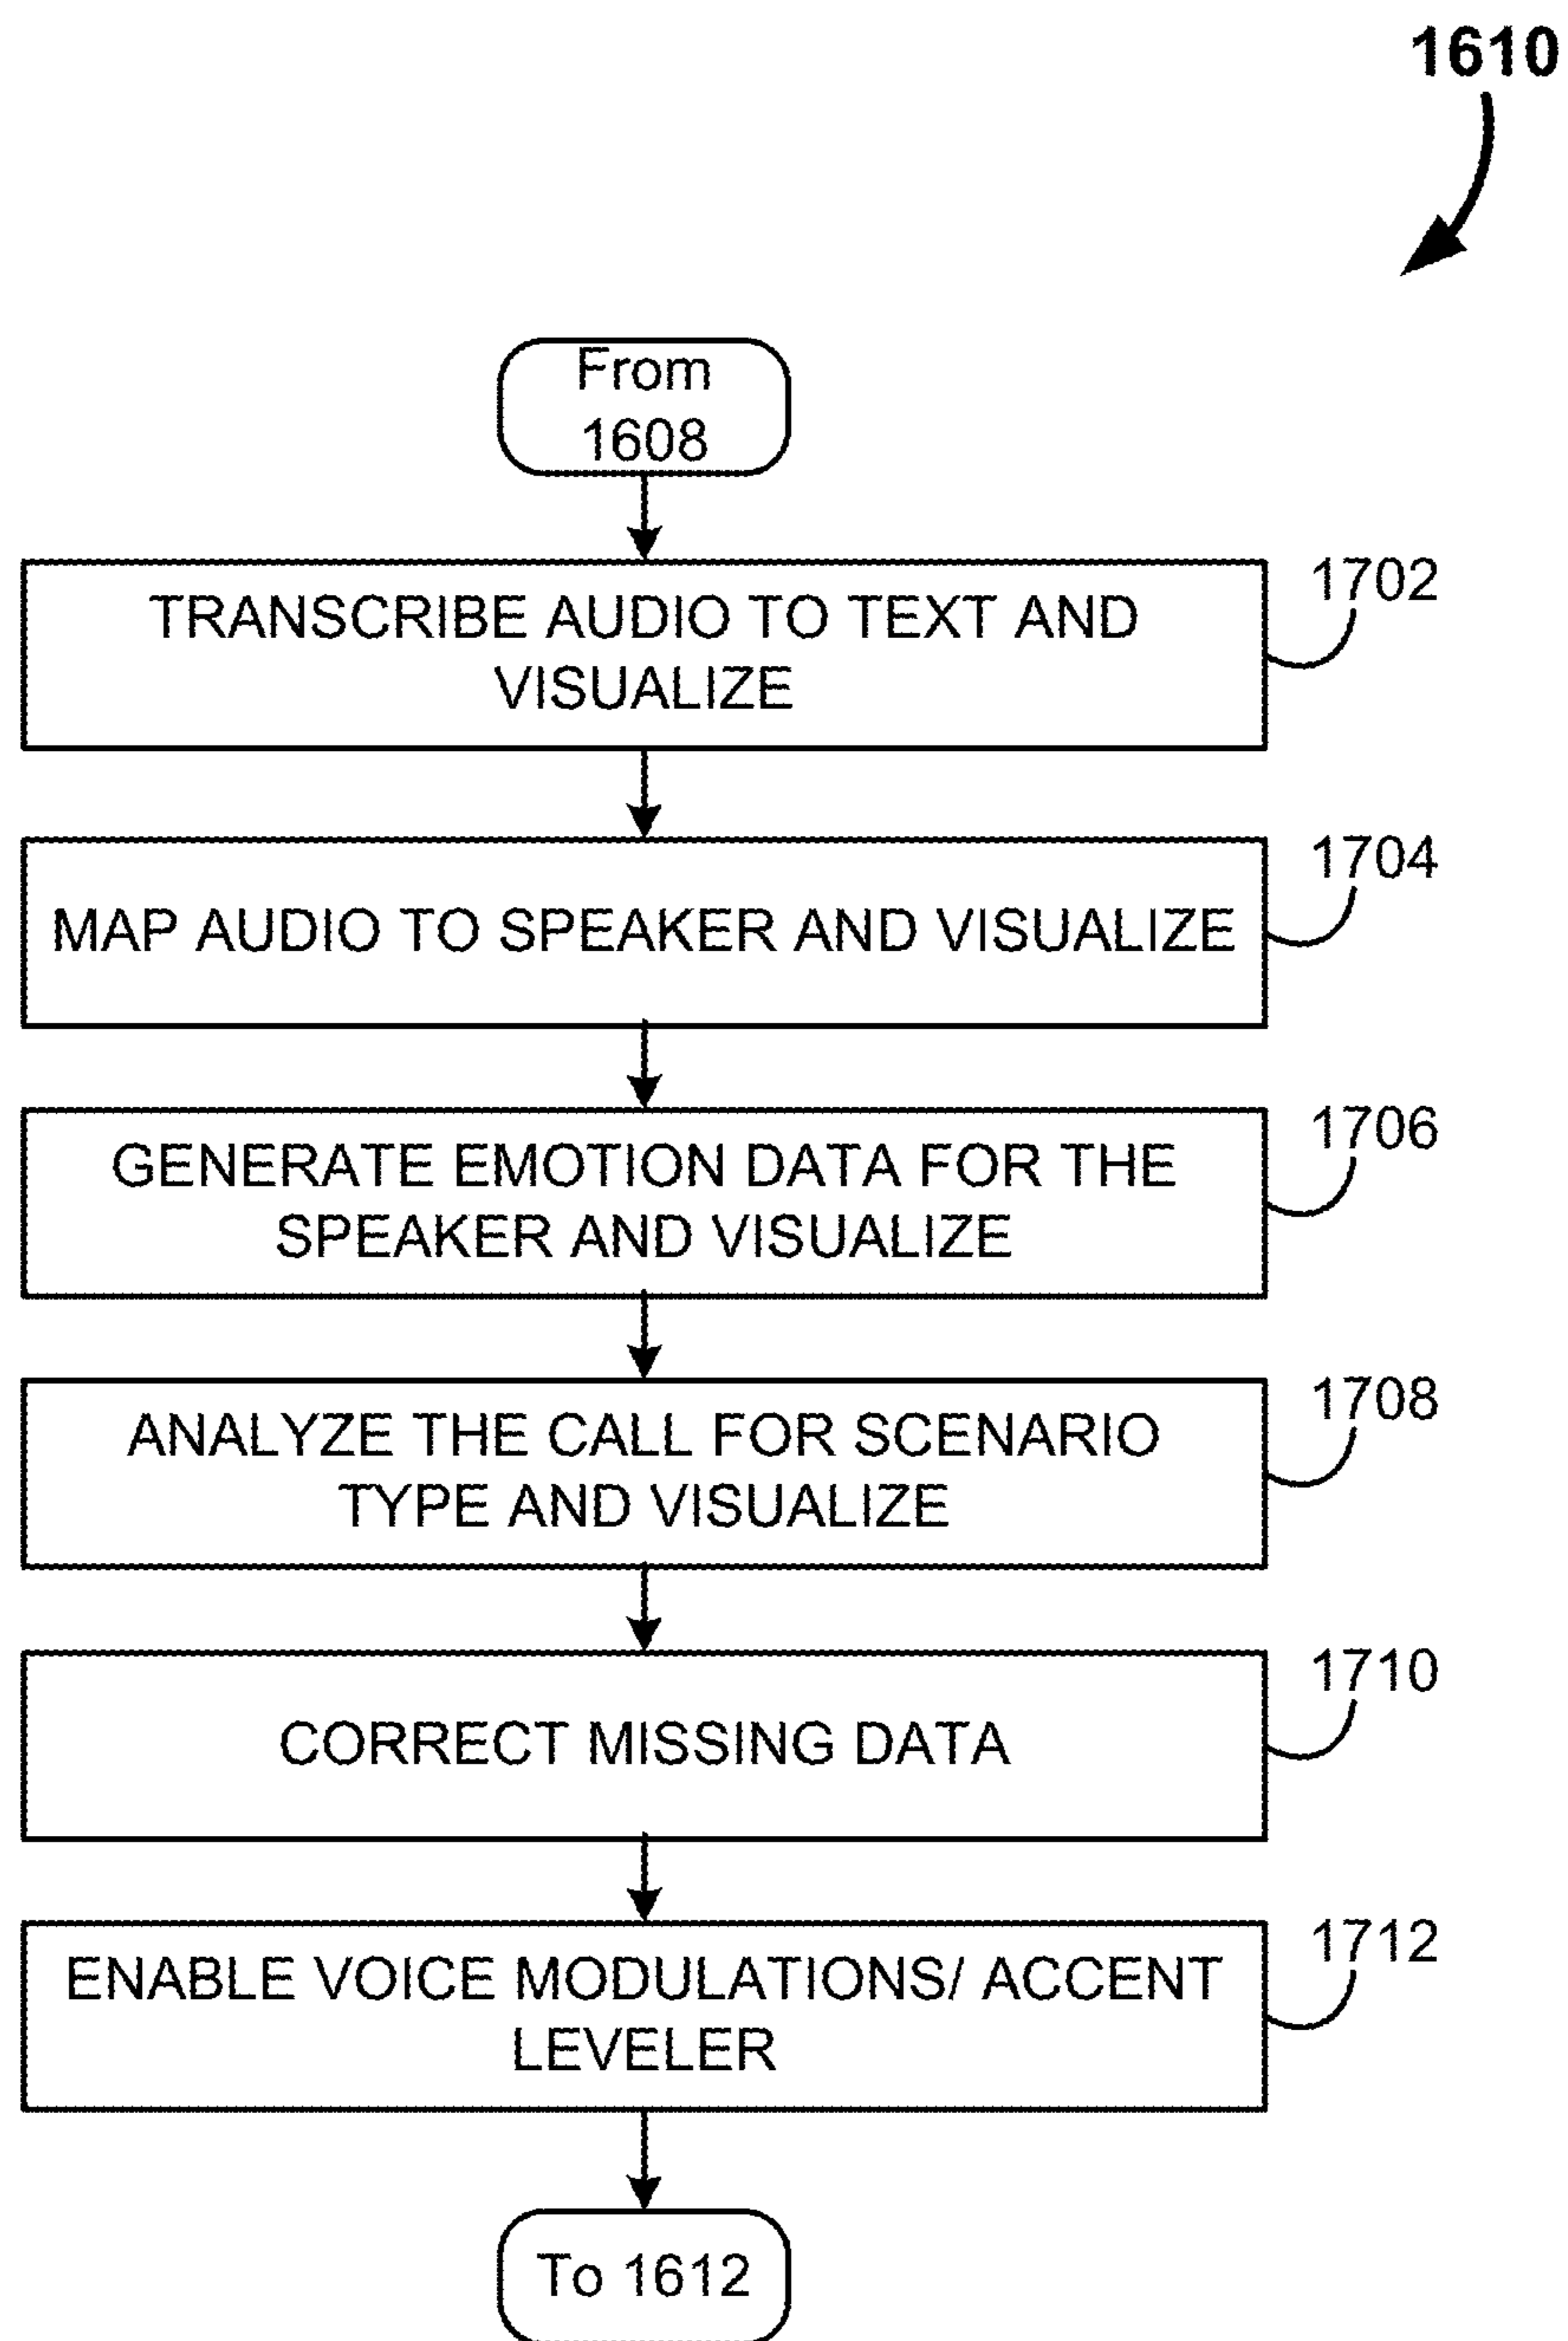 1610
From
1608
TRANSCRIBE AUDIO TO TEXT AND
VISUALIZE
1702
MAP AUDIO TO SPEAKER AND VISUALIZE
1704
GENERATE EMOTION DATA FOR THE
SPEAKER AND VISUALIZE
1706
ANALYZE THE CALL FOR SCENARIO
TYPE AND VISUALIZE
1708
CORRECT MISSING DATA
1710
ENABLE VOICE MODULATIONS/ ACCENT
LEVELER
1712
To 1612